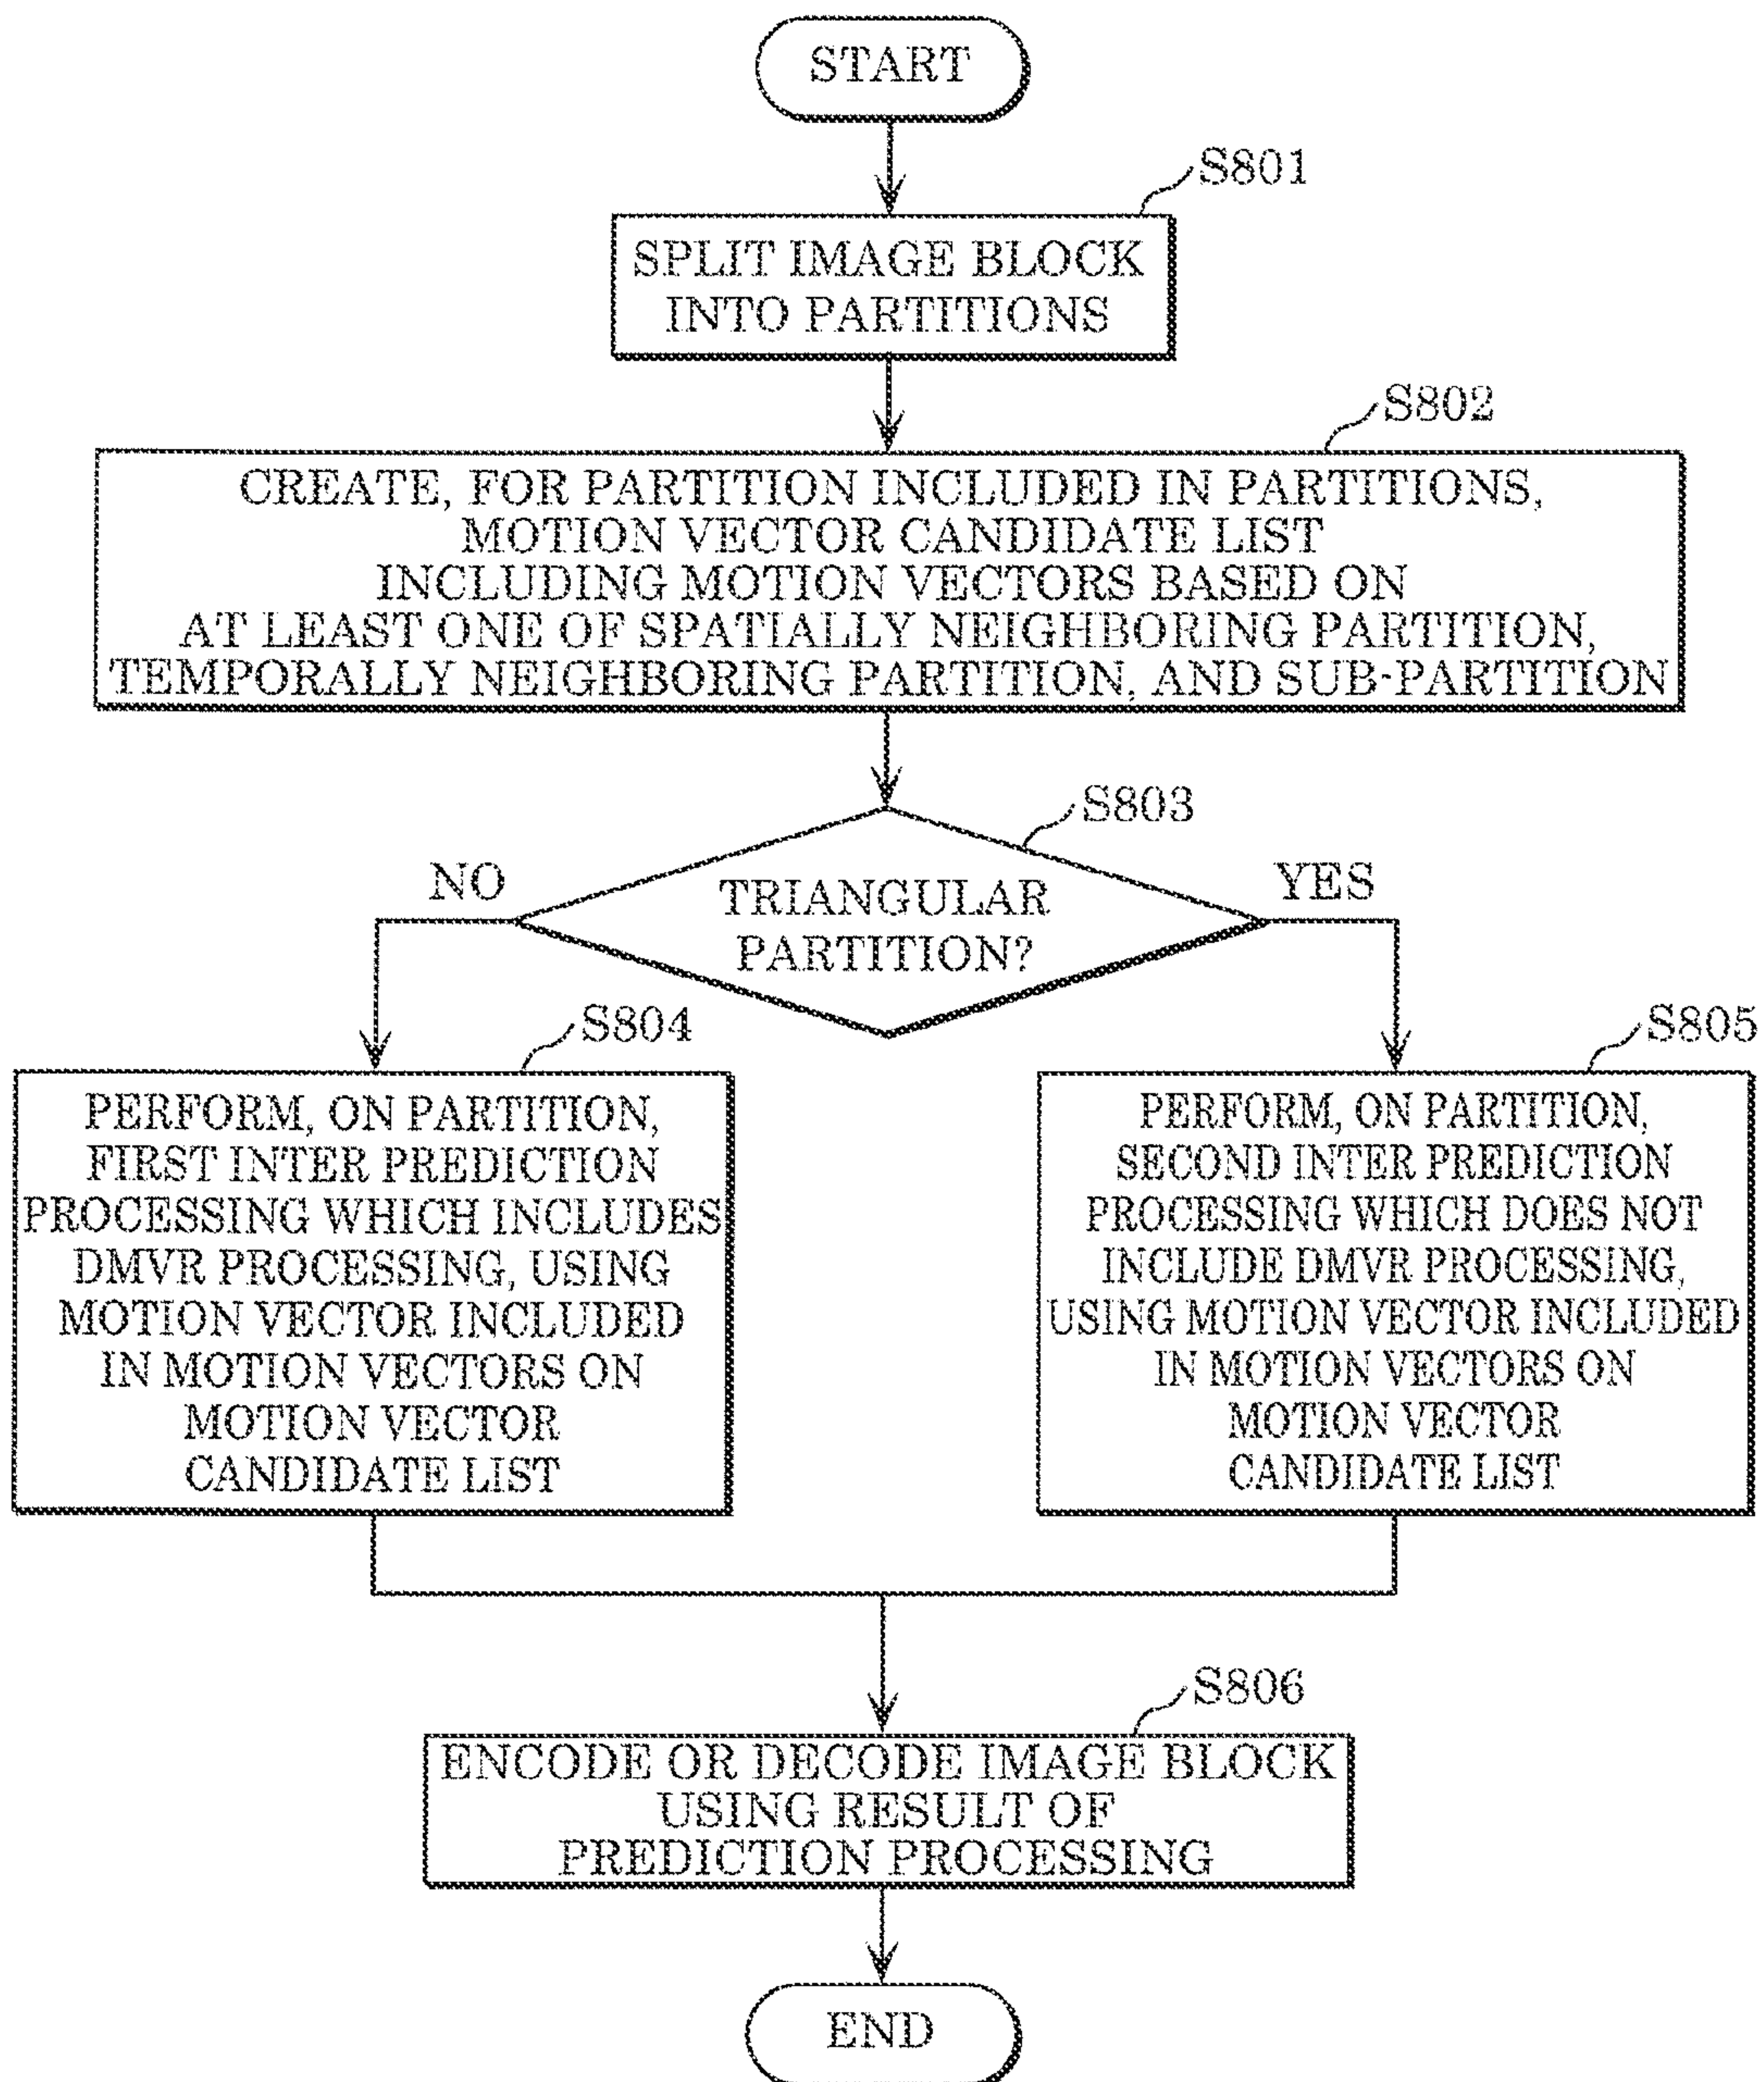 START
S801
SPLIT IMAGE BLOCK
INTO PARTITIONS
S802
CREATE, FOR PARTITION INCLUDED IN PARTITIONS,
MOTION VECTOR CANDIDATE LIST
INCLUDING MOTION VECTORS BASED ON
AT LEAST ONE OF SPATIALLY NEIGHBORING PARTITION,
TEMPORALLY NEIGHBORING PARTITION, AND SUB-PARTITION
S803
NO
YES
TRIANGULAR
PARTITION?
S804
PERFORM, ON PARTITION,
FIRST INTER PREDICTION
PROCESSING WHICH INCLUDES
DMVR PROCESSING, USING
MOTION VECTOR INCLUDED
IN MOTION VECTORS ON
MOTION VECTOR
CANDIDATE LIST
S805
PERFORM, ON PARTITION,
SECOND INTER PREDICTION
PROCESSING WHICH DOES NOT
INCLUDE DMVR PROCESSING,
USING MOTION VECTOR INCLUDED
IN MOTION VECTORS ON
MOTION VECTOR
CANDIDATE LIST
S806
ENCODE OR DECODE IMAGE BLOCK
USING RESULT OF
PREDICTION PROCESSING
END